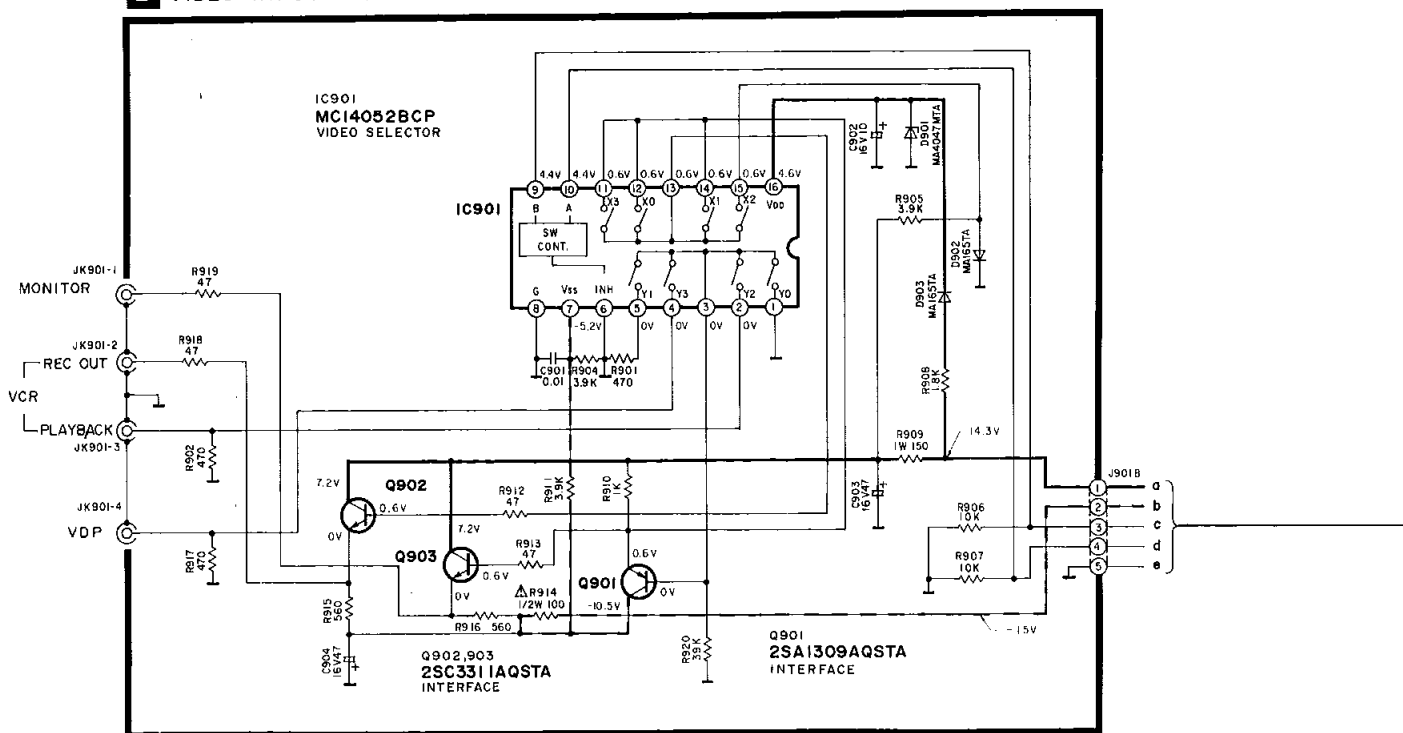 IC901
MC14052BCP
VIDEO SELECTOR
C902
16V10
D901
MA4047MTA
4.4V 4.4V 0.6V 0.6V 0.6V 0.6V 0.6V 4.6V
9 10 11 12 13 14 15 16
IC901
B A X3 X0 X1 X2 VDD
SW
CONT.
G VSS INH Y1 Y3 Y2 Y0
8 7 6 5 4 3 2 1
-5.2V 0V 0V 0V 0V
C901
0.01
R904
3.9K
R901
470
R905
3.9K
D902
MA165TA
D903
MA165TA
R908
1.8K
R909
1W 150
14.3V
JK901-1
MONITOR
R919
47
JK901-2
REC OUT
R918
47
VCR
PLAYBACK
JK901-3
R902
470
JK901-4
VDP
R917
470
7.2V
Q902
0.6V
0V
R912
47
7.2V
Q903
0.6V
0V
R913
47
R911
3.9K
R910
1K
0.6V
Q901
0V
-10.5V
C903
16V47
R906
10K
R907
10K
J901B
1 a
2 b
3 c
4 d
5 e
R915
560
R916 560
R914
1/2W 100
R920
39K
-15V
C904
16V47
Q902,903
2SC3311AQSTA
INTERFACE
Q901
2SA1309AQSTA
INTERFACE